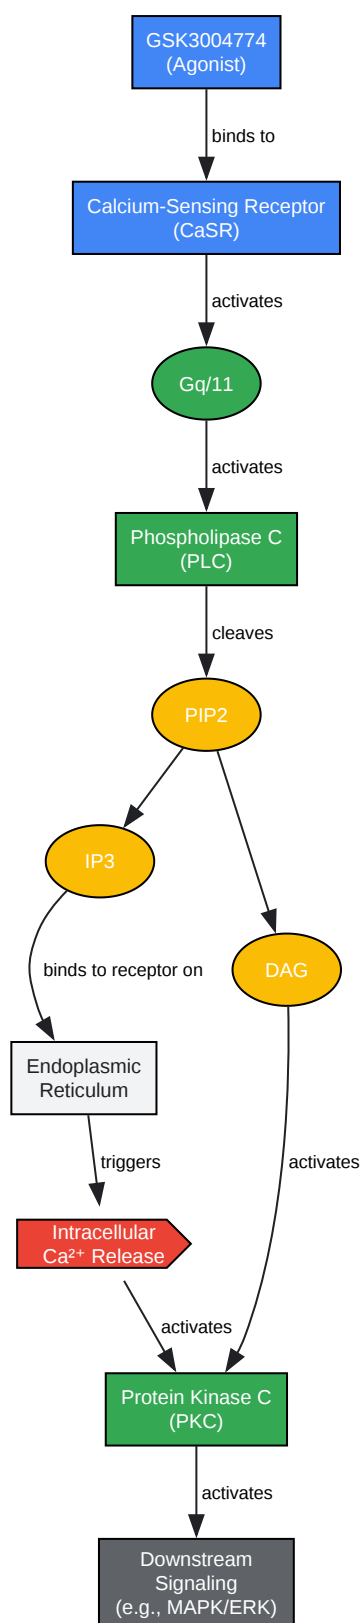 GSK3004774
(Agonist)
binds to
Calcium-Sensing Receptor
(CaSR)
activates
Gq/11
activates
Phospholipase C
(PLC)
cleaves
PIP2
IP3
DAG
binds to receptor on
Endoplasmic
Reticulum
triggers
activates
Intracellular
Ca²⁺ Release
activates
Protein Kinase C
(PKC)
activates
Downstream
Signaling
(e.g., MAPK/ERK)